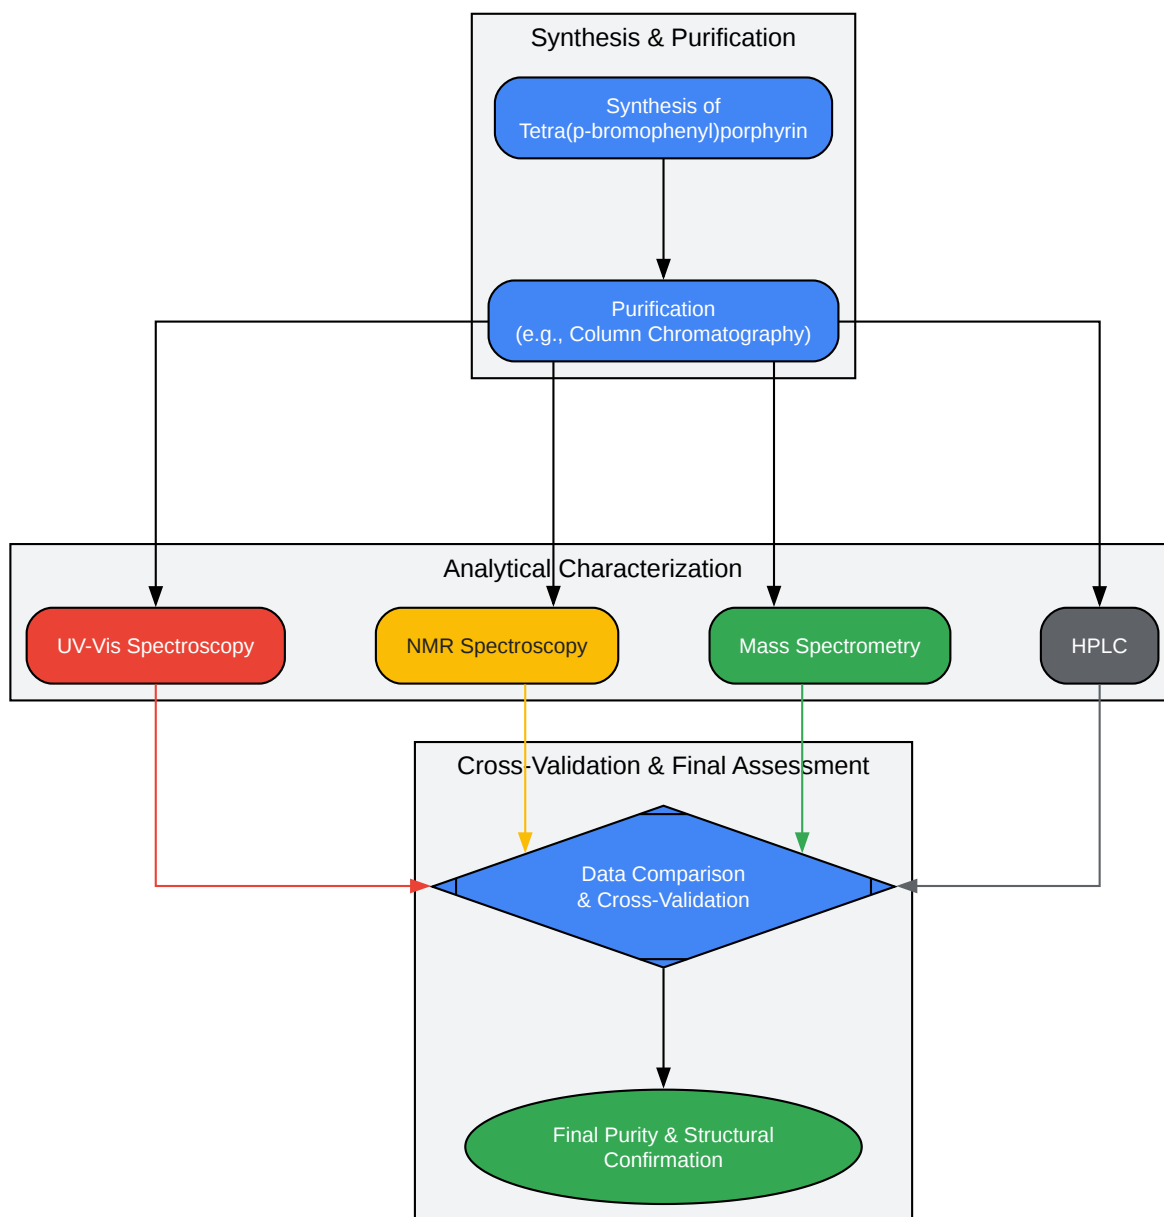 Synthesis & Purification
Synthesis of
Tetra(p-bromophenyl)porphyrin
Purification
(e.g., Column Chromatography)
Analytical Characterization
UV-Vis Spectroscopy
NMR Spectroscopy
Mass Spectrometry
HPLC
Cross-Validation & Final Assessment
Data Comparison
& Cross-Validation
Final Purity & Structural
Confirmation